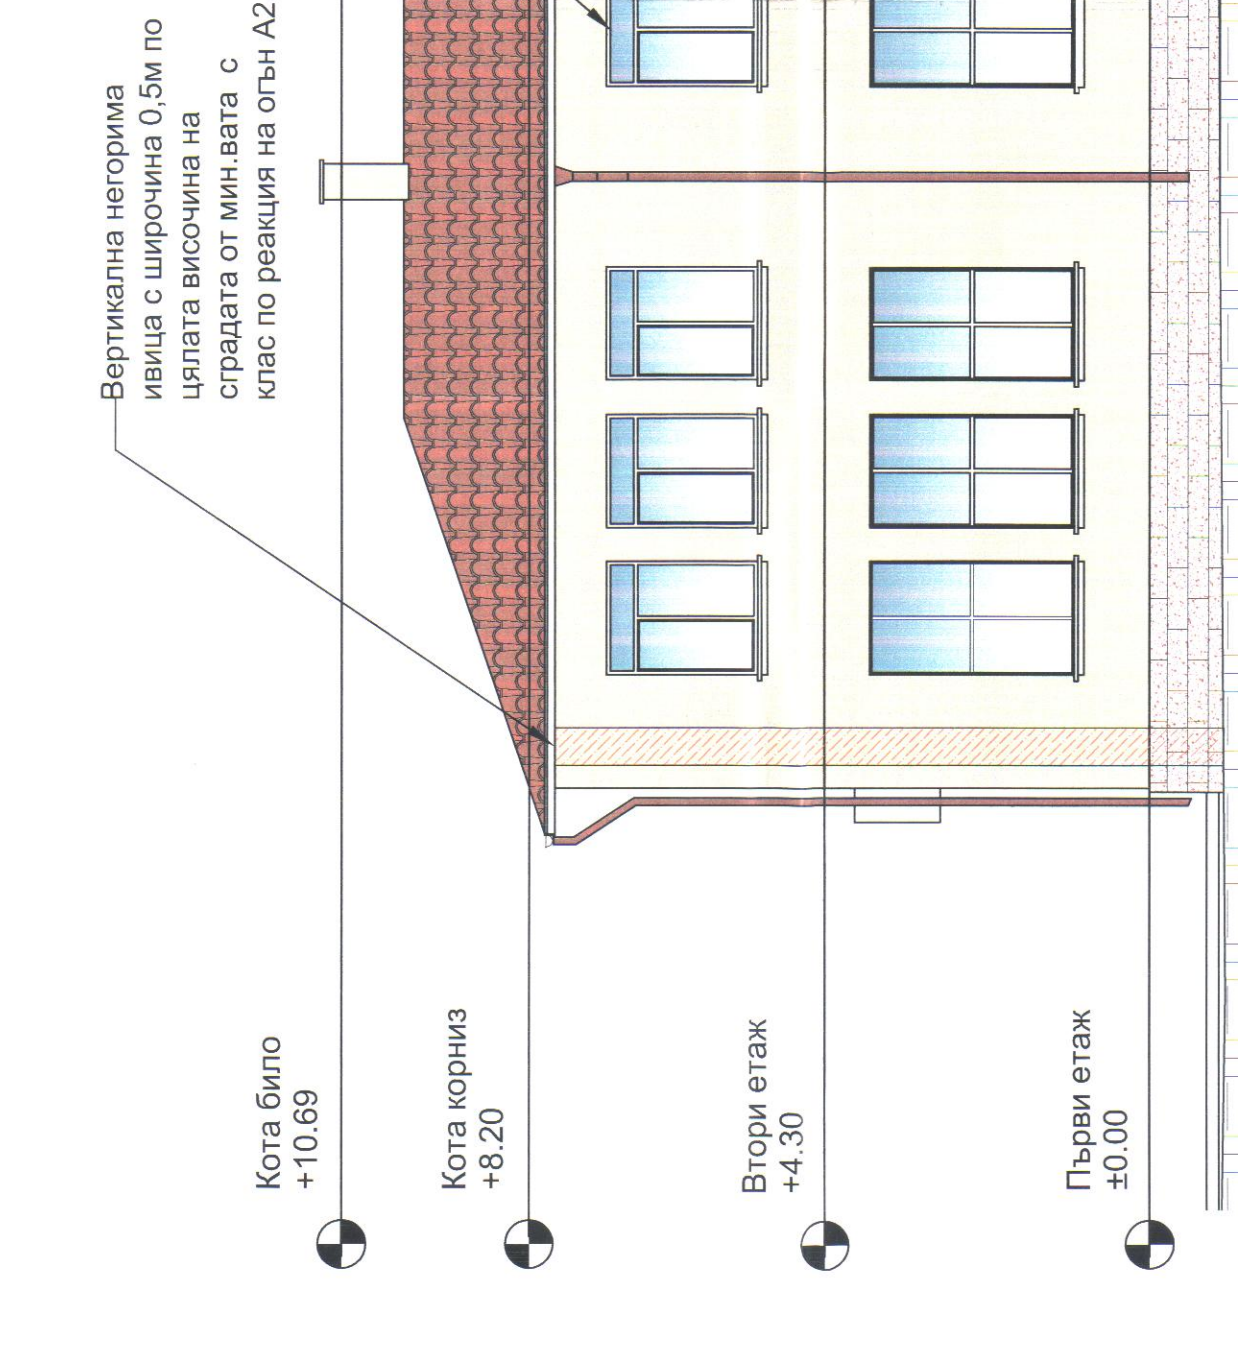 Вертикална негорима
ивица с широчина 0,5м по
цялата височина на
сградата от мин.вата с
клас по реакция на огън А2
Кота било
+10.69
Кота корниз
+8.20
Втори етаж
+4.30
Първи етаж
±0.00